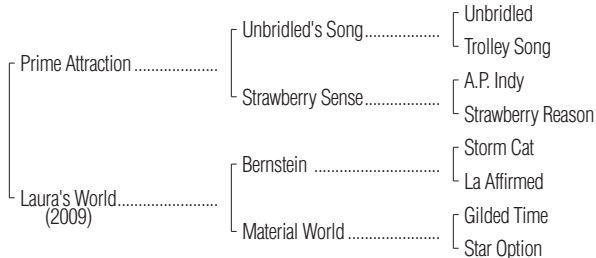 Unbridled
Unbridled's Song..................
Trolley Song
Prime Attraction ....................
A.P. Indy
Strawberry Sense................
Strawberry Reason
Storm Cat
Bernstein ..............................
La Affirmed
Laura's World........................
(2009)
Gilded Time
Material World ......................
Star Option